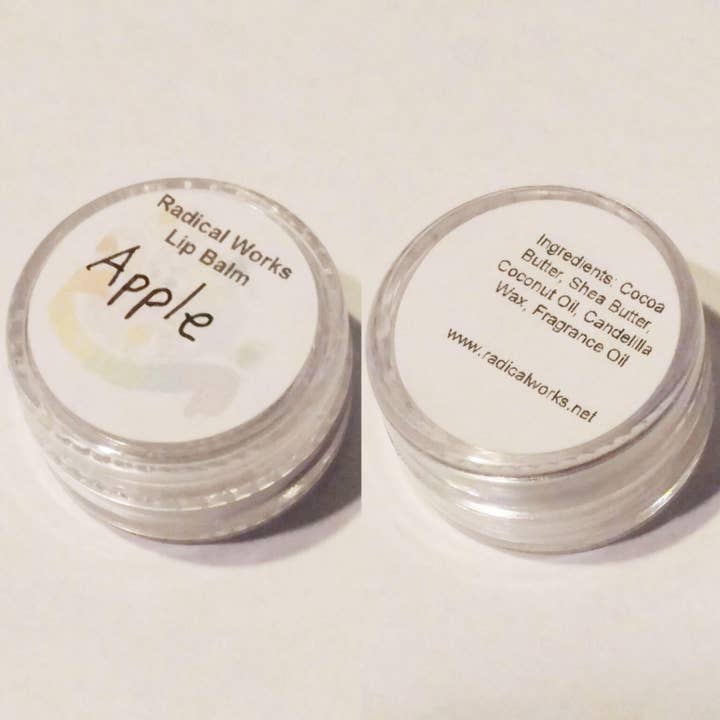 Radical Works
Lip Balm
Apple
Ingredients: Cocoa
Butter, Shea Butter,
Coconut Oil, Candelilla
Wax, Fragrance Oil
www.radicalworks.net